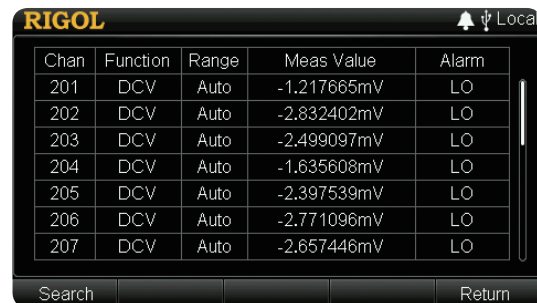 RIGOL Local
Chan Function Range Meas Value Alarm
201 DCV Auto -1.217665mV LO
202 DCV Auto -2.832402mV LO
203 DCV Auto -2.499097mV LO
204 DCV Auto -1.635608mV LO
205 DCV Auto -2.397539mV LO
206 DCV Auto -2.771096mV LO
207 DCV Auto -2.657446mV LO
Search Return